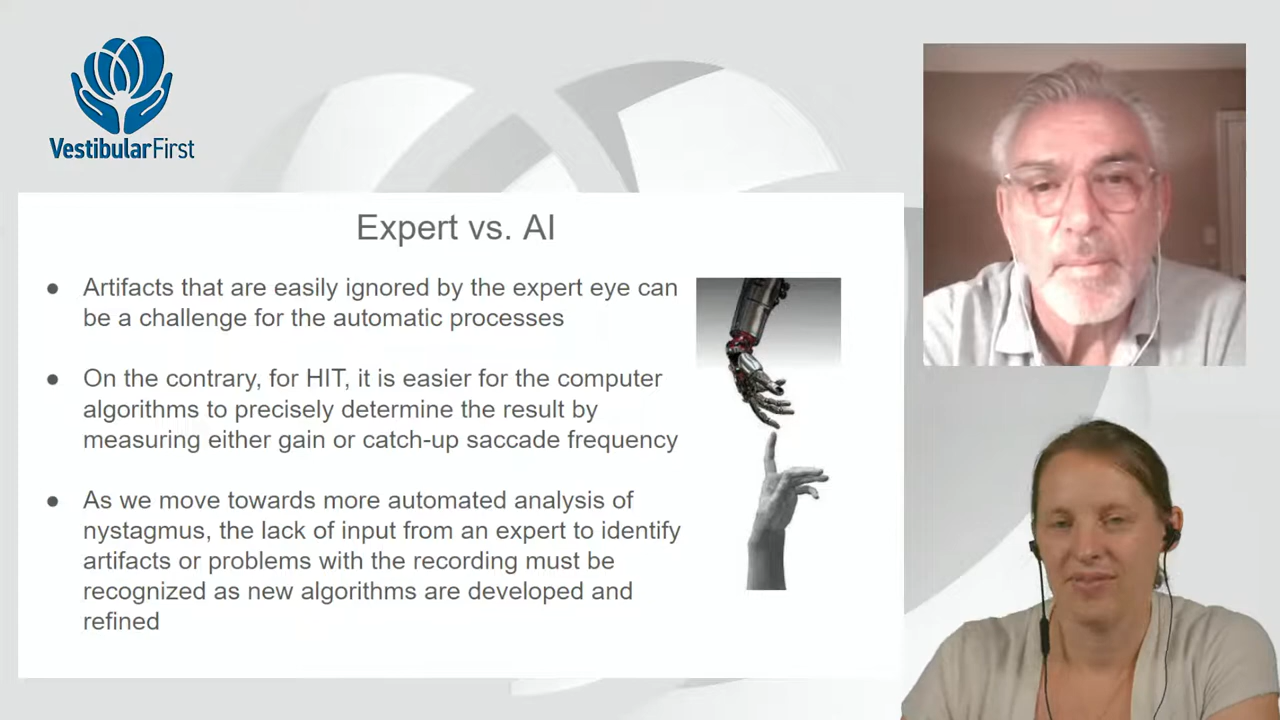 VestibularFirst
Expert vs. AI
● Artifacts that are easily ignored by the expert eye can
be a challenge for the automatic processes
● On the contrary, for HIT, it is easier for the computer
algorithms to precisely determine the result by
measuring either gain or catch-up saccade frequency
● As we move towards more automated analysis of
nystagmus, the lack of input from an expert to identify
artifacts or problems with the recording must be
recognized as new algorithms are developed and
refined